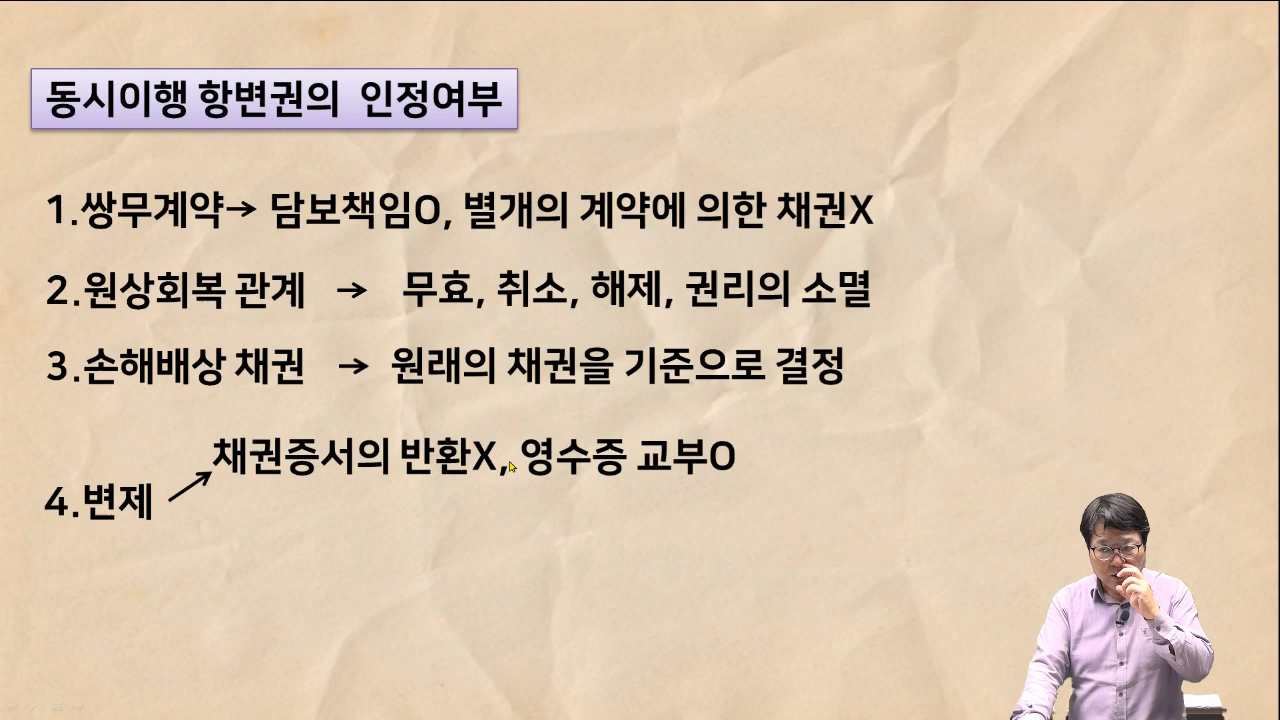 동시이행 항변권의 인정여부
1.쌍무계약→ 담보책임O, 별개의 계약에 의한 채권X
2.원상회복 관계 → 무효, 취소, 해제, 권리의 소멸
3.손해배상 채권 → 원래의 채권을 기준으로 결정
채권증서의 반환X, 영수증 교부O
4.변제